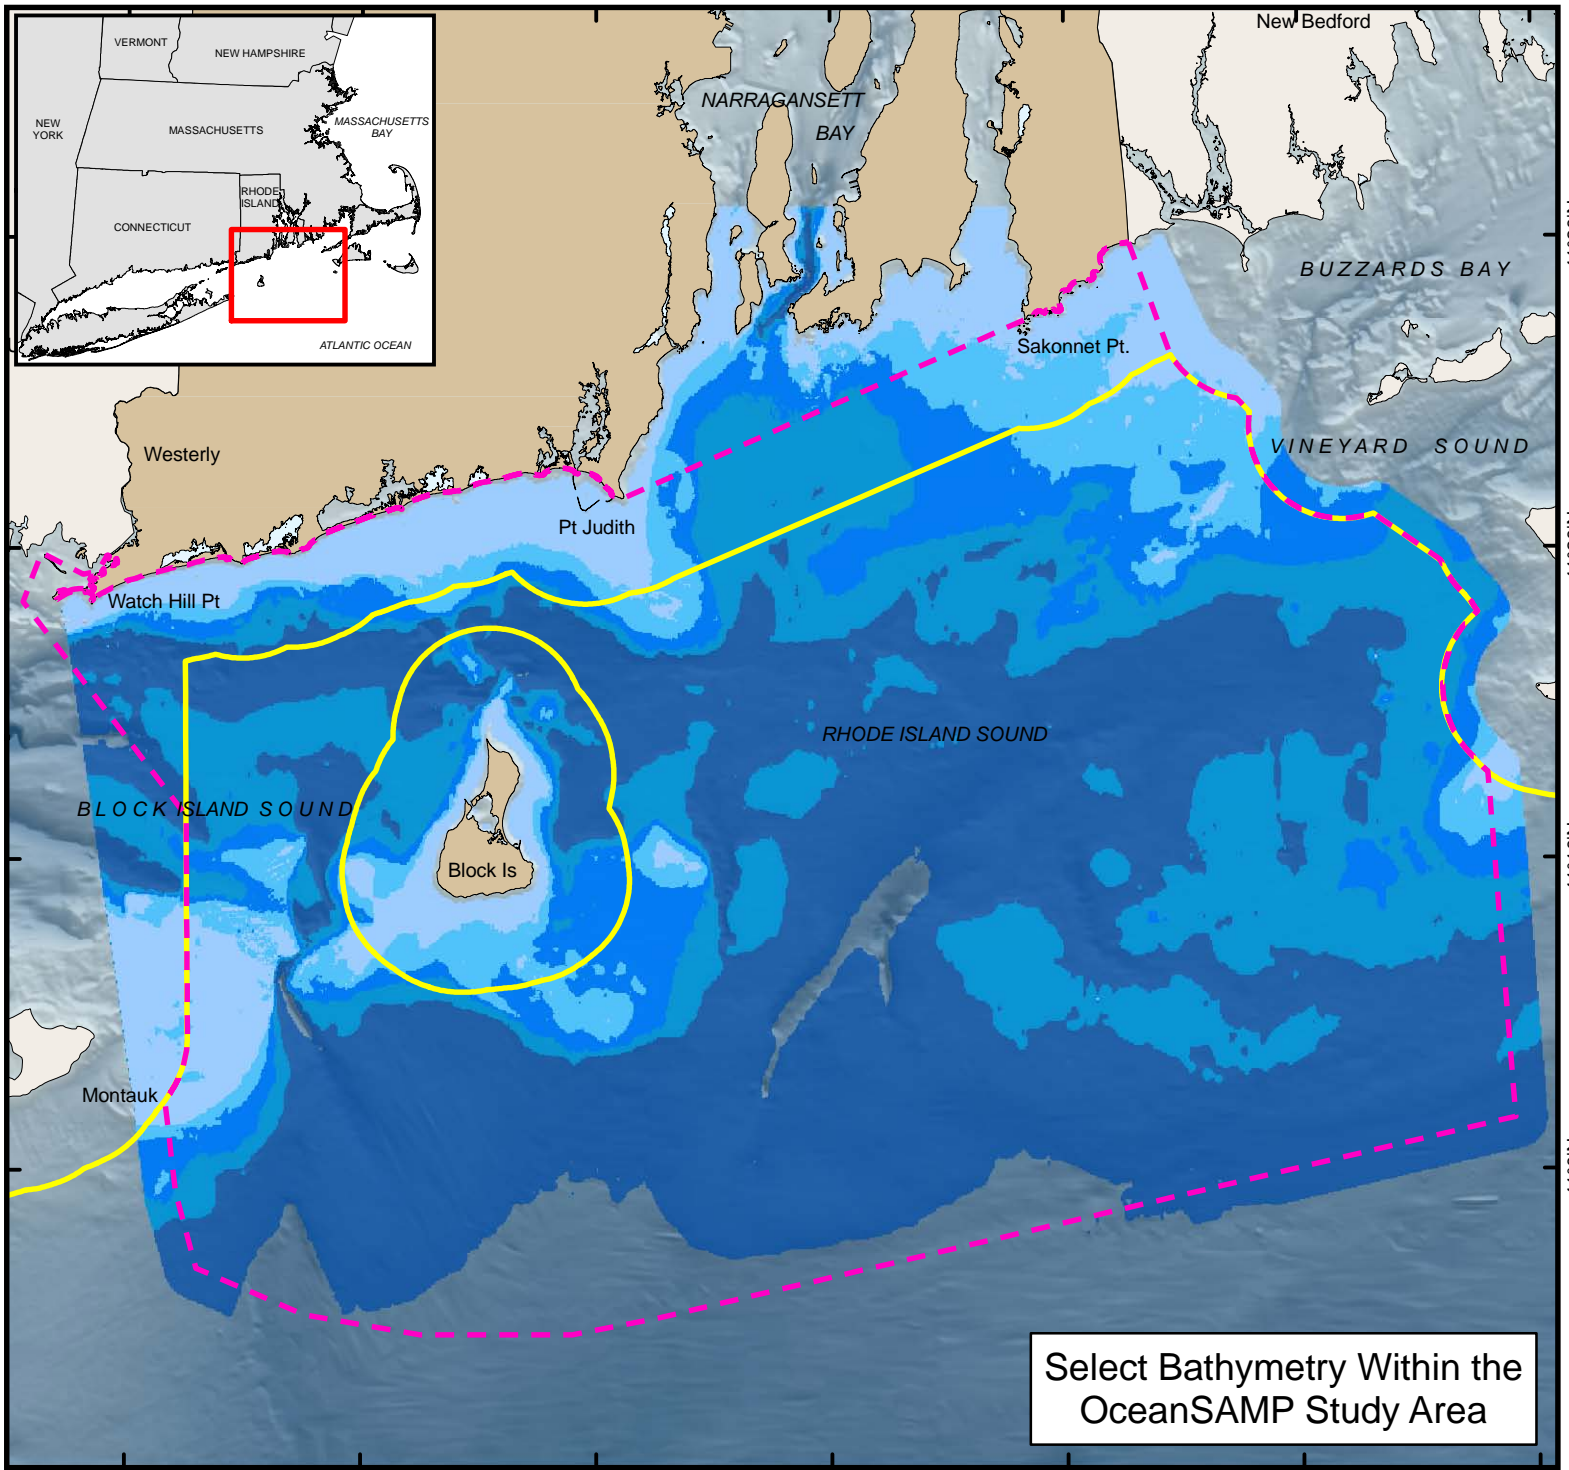 VERMONT
NEW HAMPSHIRE
NEW
YORK
MASSACHUSETTS
MASSACHUSETTS
BAY
RHODE
ISLAND
CONNECTICUT
ATLANTIC OCEAN
New Bedford
NARRAGANSETT
BAY
BUZZARDS BAY
Sakonnet Pt.
VINEYARD SOUND
Westerly
Pt Judith
Watch Hill Pt
RHODE ISLAND SOUND
BLOCK ISLAND SOUND
Block Is
Montauk
Select Bathymetry Within the
OceanSAMP Study Area